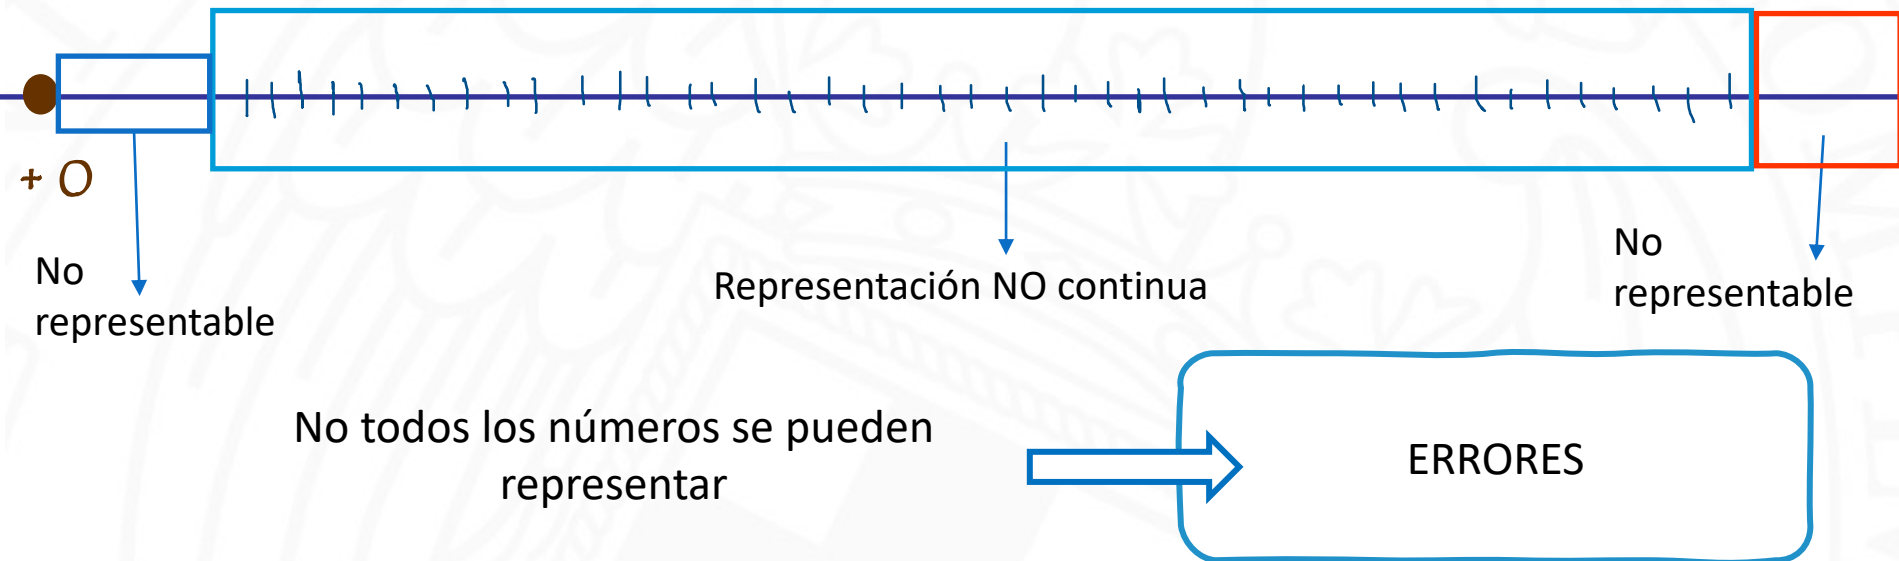 + 0
No
representable
Representación NO continua
No
representable
No todos los números se pueden
representar
ERRORES